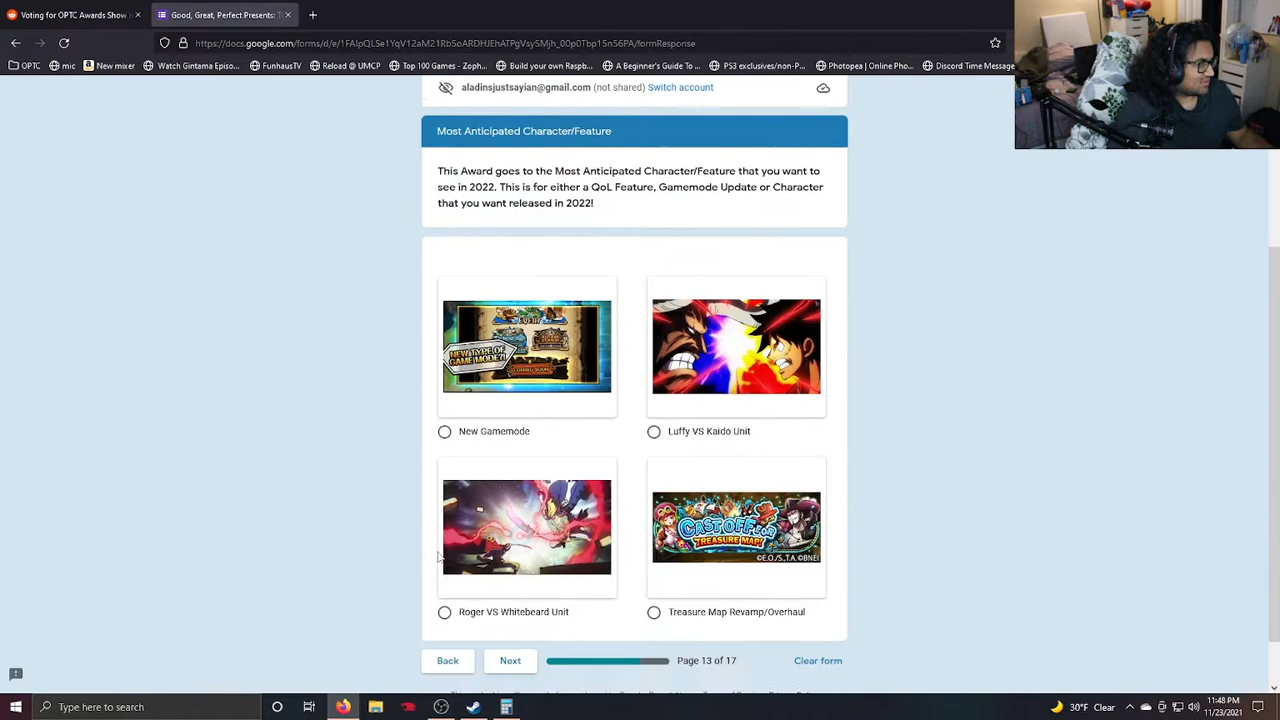 Voting for OPTC Awards Show
Good, Great, Perfect Presents: T
https://docs.google.com/forms/d/e/1FAIpQLSe1YqV12aM21Rb5oARDHJEhATPgVsy5Mjh_00p0Tbp15n56PA/formResponse
OPTC
mic
New mixer
Watch Gintama Episo...
FunhausTV
Reload @ UMCP
Top 100 Games - Zoph...
Build your own Raspb...
A Beginner's Guide To ...
PS3 exclusives/non-P...
Photopea | Online Pho...
Discord Time Message
aladinsjustsayian@gmail.com (not shared) Switch account
Most Anticipated Character/Feature
This Award goes to the Most Anticipated Character/Feature that you want to
see in 2022. This is for either a QoL Feature, Gamemode Update or Character
that you want released in 2022!
NEW TYPE OF
GAME MODE!!
New Gamemode
Luffy VS Kaido Unit
CAST OFF FOR
TREASURE MAP!
©E.O./S.,T.A.©BNEI
Roger VS Whitebeard Unit
Treasure Map Revamp/Overhaul
Back
Next
Page 13 of 17
Clear form
Type here to search
30°F Clear
11:48 PM
11/23/2021